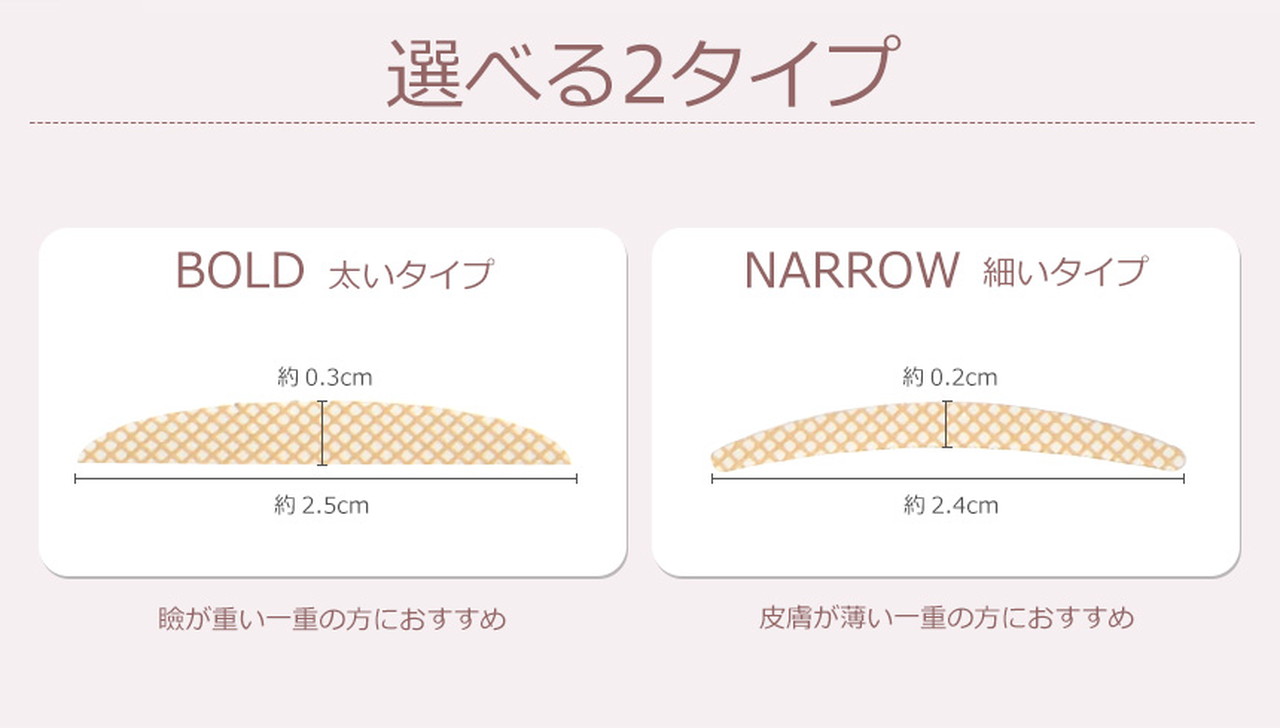 選べる2タイプ
BOLD 太いタイプ
約 0.3cm
約 2.5cm
瞼が重い一重の方におすすめ
NARROW 細いタイプ
約 0.2cm
約 2.4cm
皮膚が薄い一重の方におすすめ